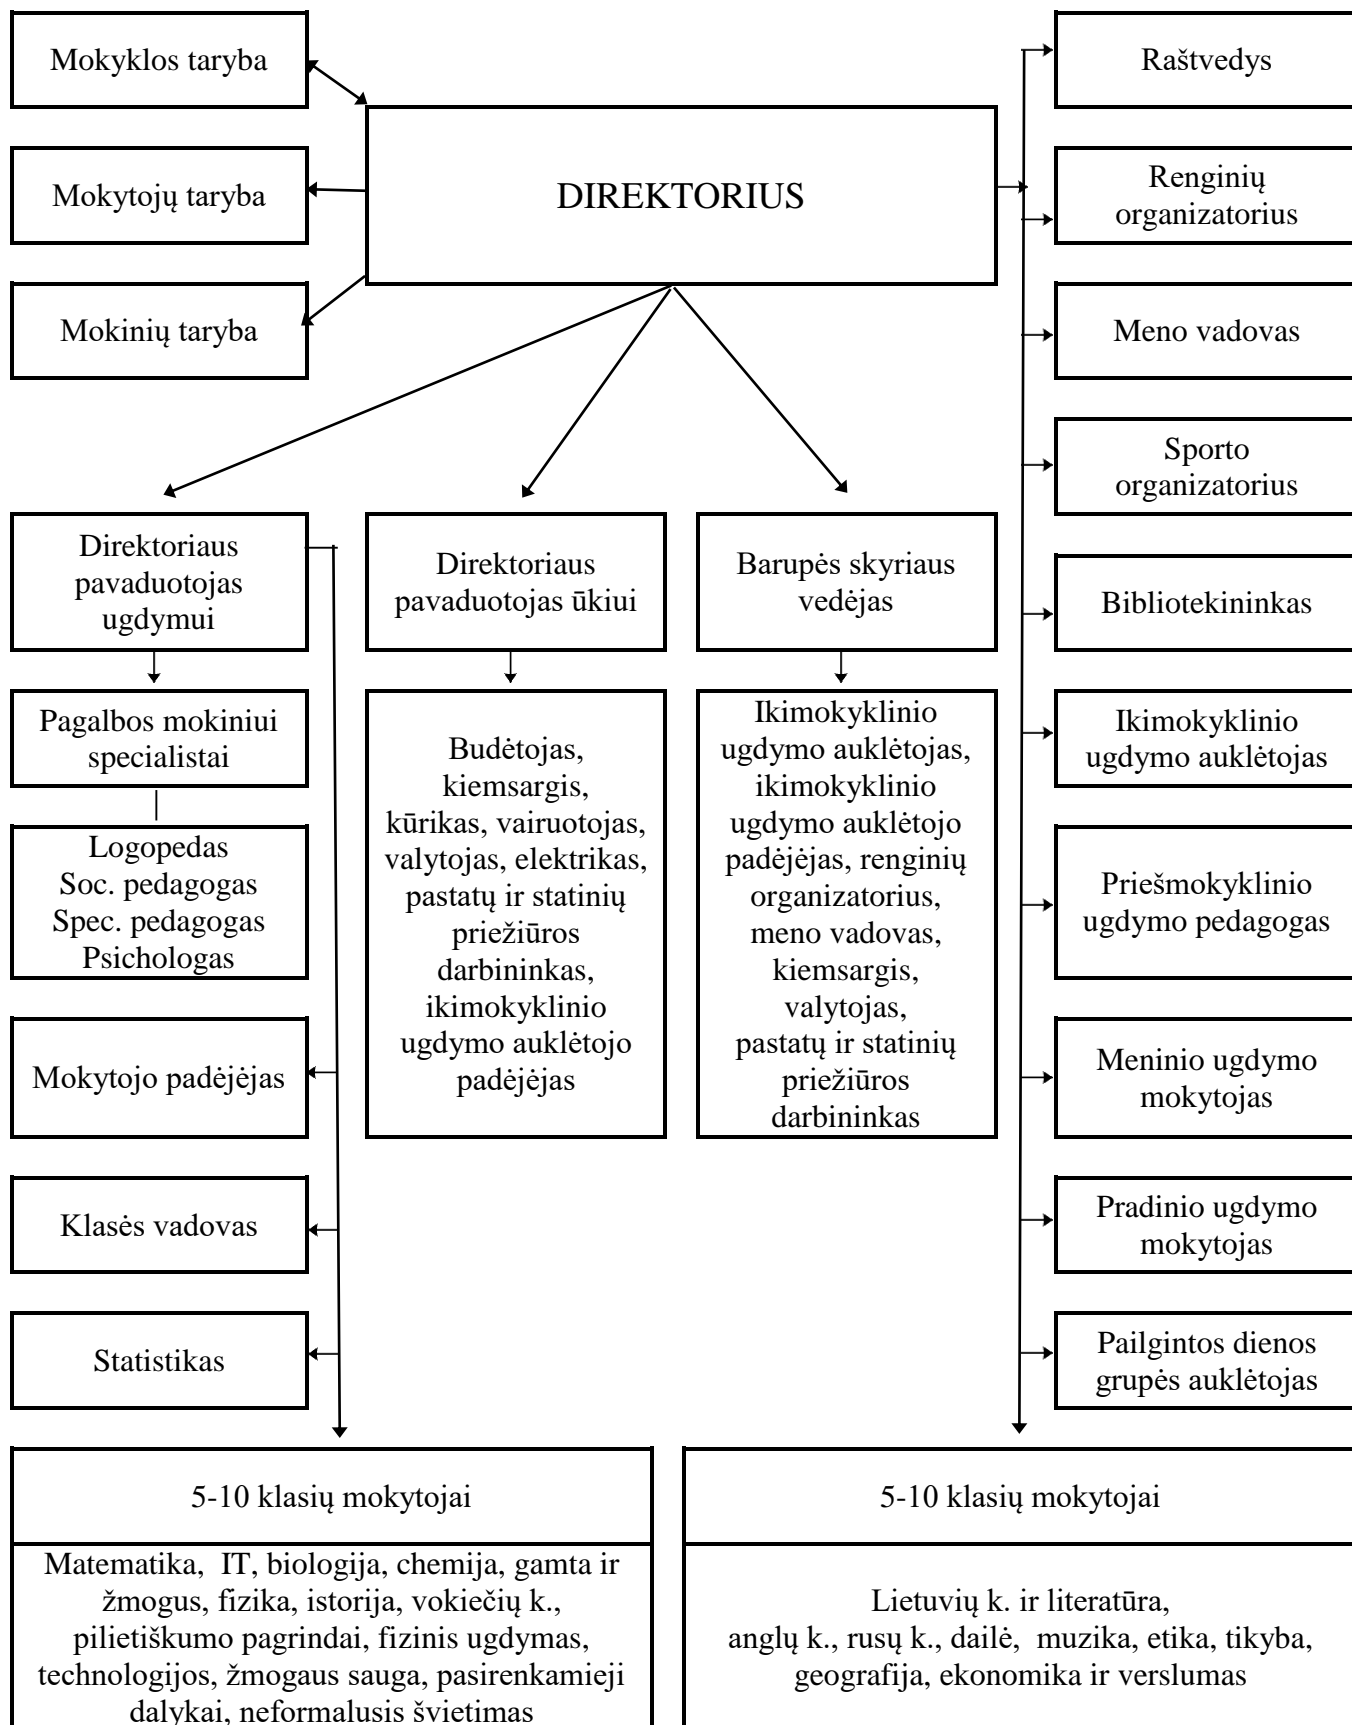 Mokyklos taryba
Mokytojų taryba
Mokinių taryba
DIREKTORIUS
Raštvedys
Renginių
organizatorius
Meno vadovas
Sporto
organizatorius
Bibliotekininkas
Ikimokyklinio
ugdymo auklėtojas
Priešmokyklinio
ugdymo pedagogas
Meninio ugdymo
mokytojas
Pradinio ugdymo
mokytojas
Pailgintos dienos
grupės auklėtojas
Direktoriaus
pavaduotojas
ugdymui
Pagalbos mokiniui
specialistai
Logopedas
Soc. pedagogas
Spec. pedagogas
Psichologas
Mokytojo padėjėjas
Klasės vadovas
Statistikas
Direktoriaus
pavaduotojas ūkiui
Budėtojas,
kiemsargis,
kūrikas, vairuotojas,
valytojas, elektrikas,
pastatų ir statinių
priežiūros
darbininkas,
ikimokyklinio
ugdymo auklėtojo
padėjėjas
Barupės skyriaus
vedėjas
Ikimokyklinio
ugdymo auklėtojas,
ikimokyklinio
ugdymo auklėtojo
padėjėjas, renginių
organizatorius,
meno vadovas,
kiemsargis,
valytojas,
pastatų ir statinių
priežiūros
darbininkas
5-10 klasių mokytojai
Matematika, IT, biologija, chemija, gamta ir
žmogus, fizika, istorija, vokiečių k.,
pilietiškumo pagrindai, fizinis ugdymas,
technologijos, žmogaus sauga, pasirenkamieji
dalykai, neformalusis švietimas
5-10 klasių mokytojai
Lietuvių k. ir literatūra,
anglų k., rusų k., dailė, muzika, etika, tikyba,
geografija, ekonomika ir verslumas